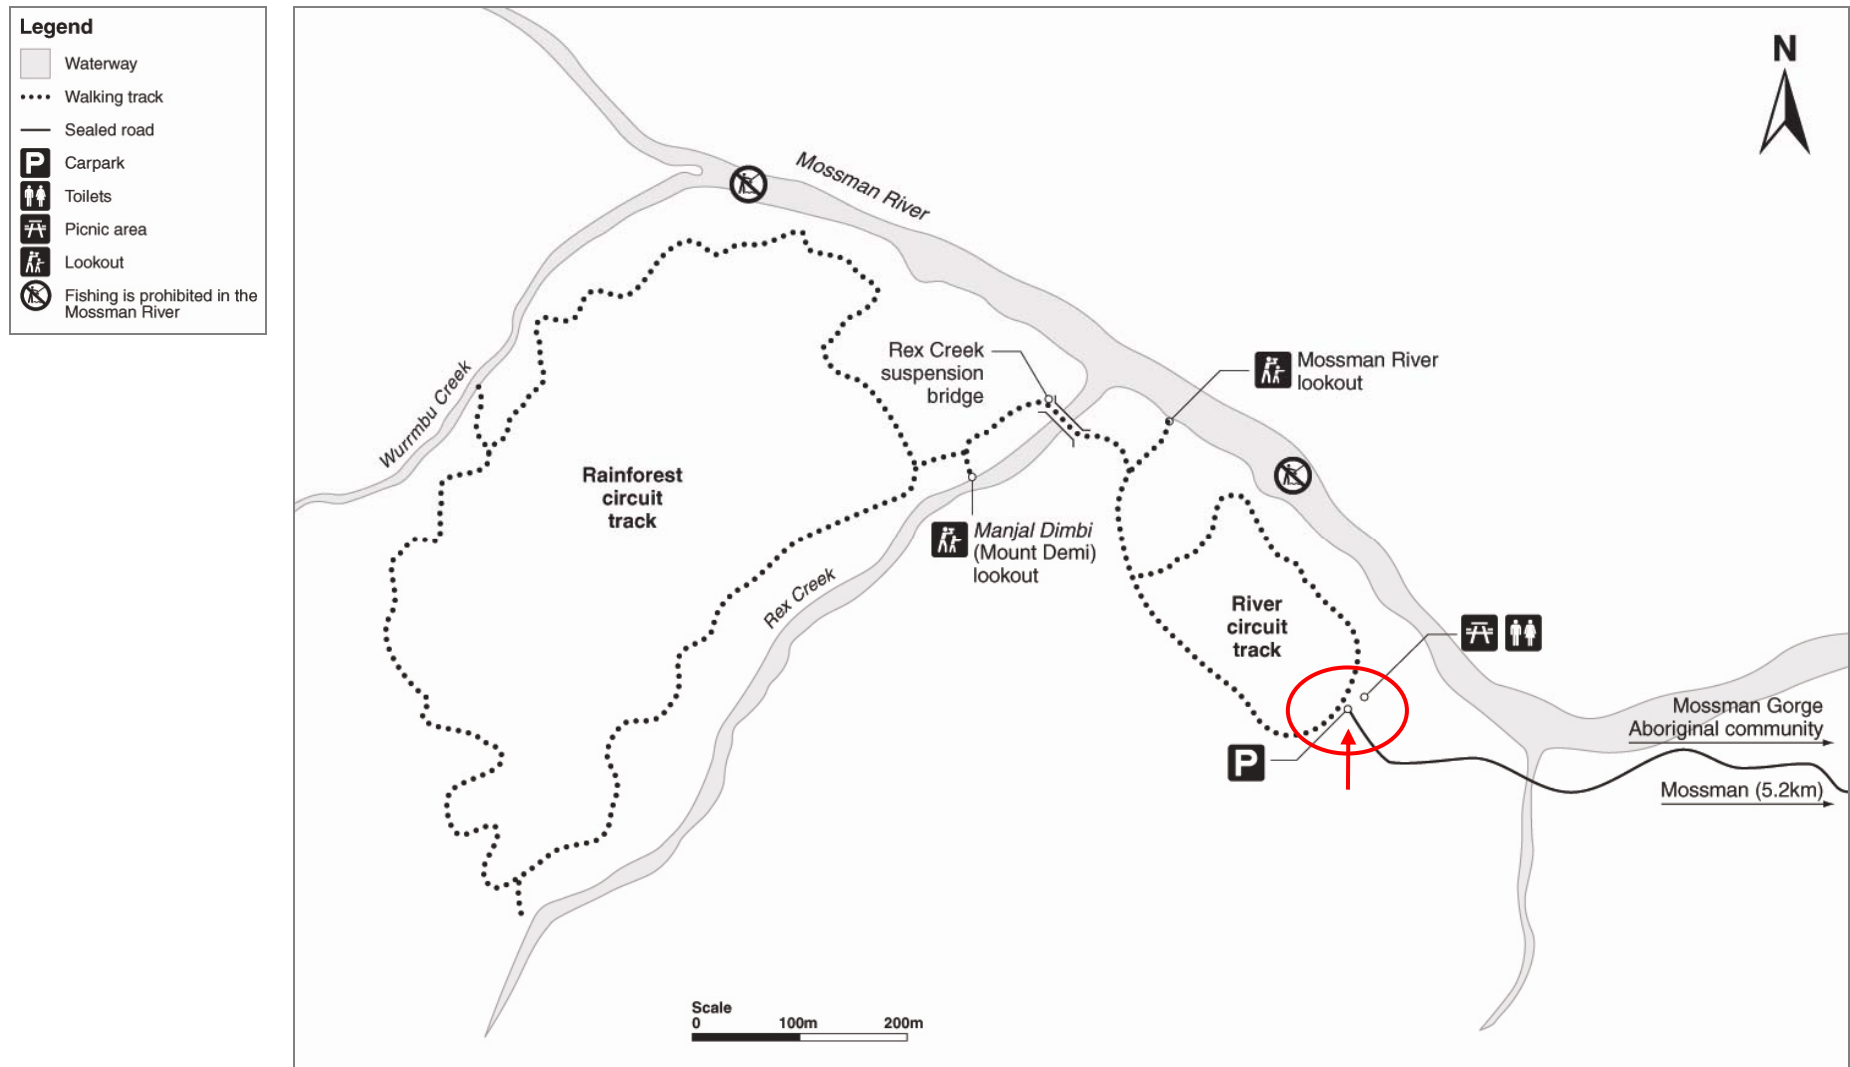 Legend
Waterway
Walking track
Sealed road
P Carpark
Toilets
Picnic area
Lookout
Fishing is prohibited in the
Mossman River
N
Mossman River
Rex Creek
suspension
bridge
Mossman River
lookout
Wurrmbu Creek
Rainforest
circuit
track
Manjal Dimbi
(Mount Demi)
lookout
Rex Creek
River
circuit
track
P
Mossman Gorge
Aboriginal community
Mossman (5.2km)
Scale
0 100m 200m